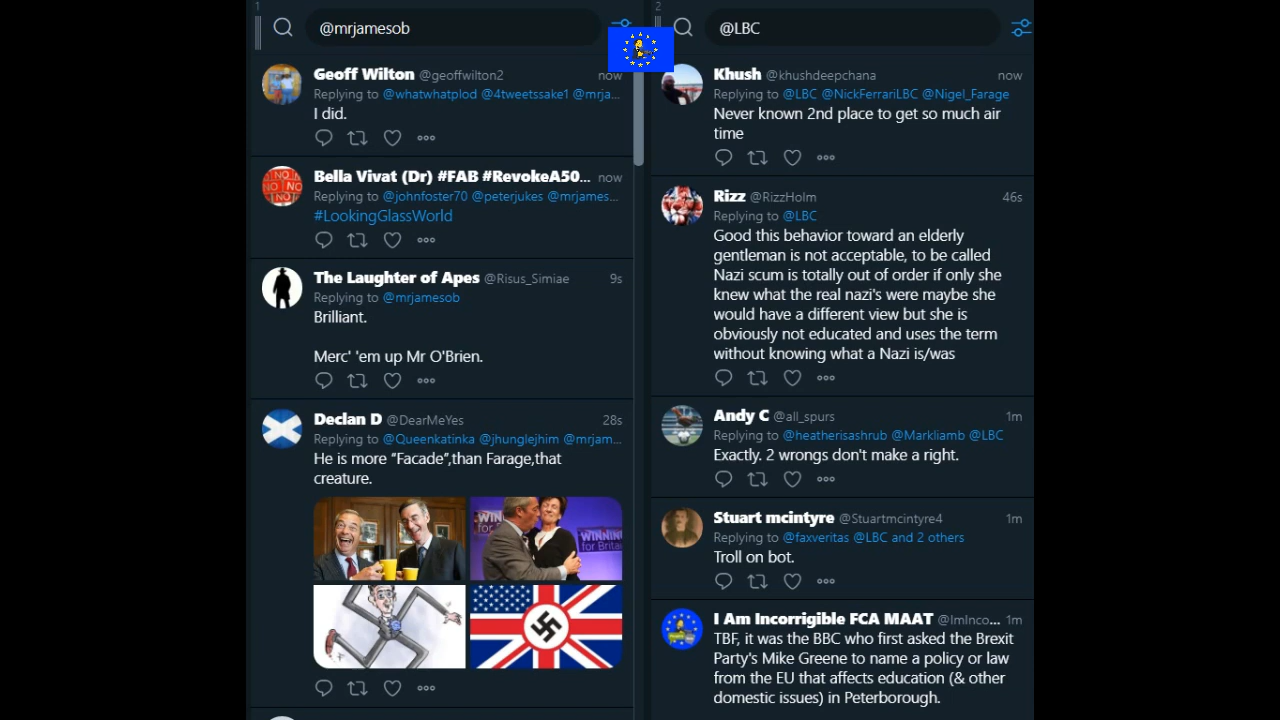 1
@mrjamesob
Geoff Wilton @geoffwilton2 now
Replying to @whatwhatplod @4tweetssake1 @mrja...
I did.
Bella Vivat (Dr) #FAB #RevokeA50... now
Replying to @johnfoster70 @peterjukes @mrjames...
#LookingGlassWorld
The Laughter of Apes @Risus_Simiae 9s
Replying to @mrjamesob
Brilliant.
Merc' 'em up Mr O'Brien.
Declan D @DearMeYes 28s
Replying to @Queenkatinka @jhunglejhim @mrjam...
He is more “Facade”,than Farage,that
creature.
WINNING
for Britain
2
@LBC
Khush @khushdeepchana now
Replying to @LBC @NickFerrariLBC @Nigel_Farage
Never known 2nd place to get so much air
time
Rizz @RizzHolm 46s
Replying to @LBC
Good this behavior toward an elderly
gentleman is not acceptable, to be called
Nazi scum is totally out of order if only she
knew what the real nazi's were maybe she
would have a different view but she is
obviously not educated and uses the term
without knowing what a Nazi is/was
Andy C @all_spurs 1m
Replying to @heatherisashrub @Markliamb @LBC
Exactly. 2 wrongs don't make a right.
Stuart mcintyre @Stuartmcintyre4 1m
Replying to @faxveritas @LBC and 2 others
Troll on bot.
I Am Incorrigible FCA MAAT @ImInco... 1m
TBF, it was the BBC who first asked the Brexit
Party's Mike Greene to name a policy or law
from the EU that affects education (& other
domestic issues) in Peterborough.